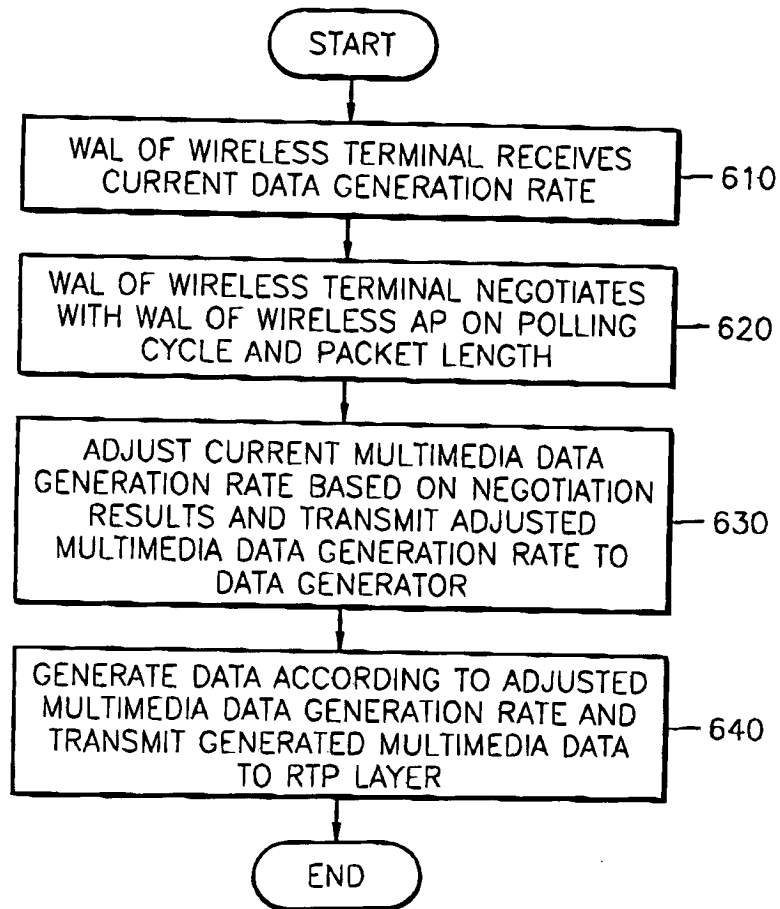 START
WAL OF WIRELESS TERMINAL RECEIVES
CURRENT DATA GENERATION RATE
610
WAL OF WIRELESS TERMINAL NEGOTIATES
WITH WAL OF WIRELESS AP ON POLLING
CYCLE AND PACKET LENGTH
620
ADJUST CURRENT MULTIMEDIA DATA
GENERATION RATE BASED ON NEGOTIATION
RESULTS AND TRANSMIT ADJUSTED
MULTIMEDIA DATA GENERATION RATE TO
DATA GENERATOR
630
GENERATE DATA ACCORDING TO ADJUSTED
MULTIMEDIA DATA GENERATION RATE AND
TRANSMIT GENERATED MULTIMEDIA DATA
TO RTP LAYER
640
END